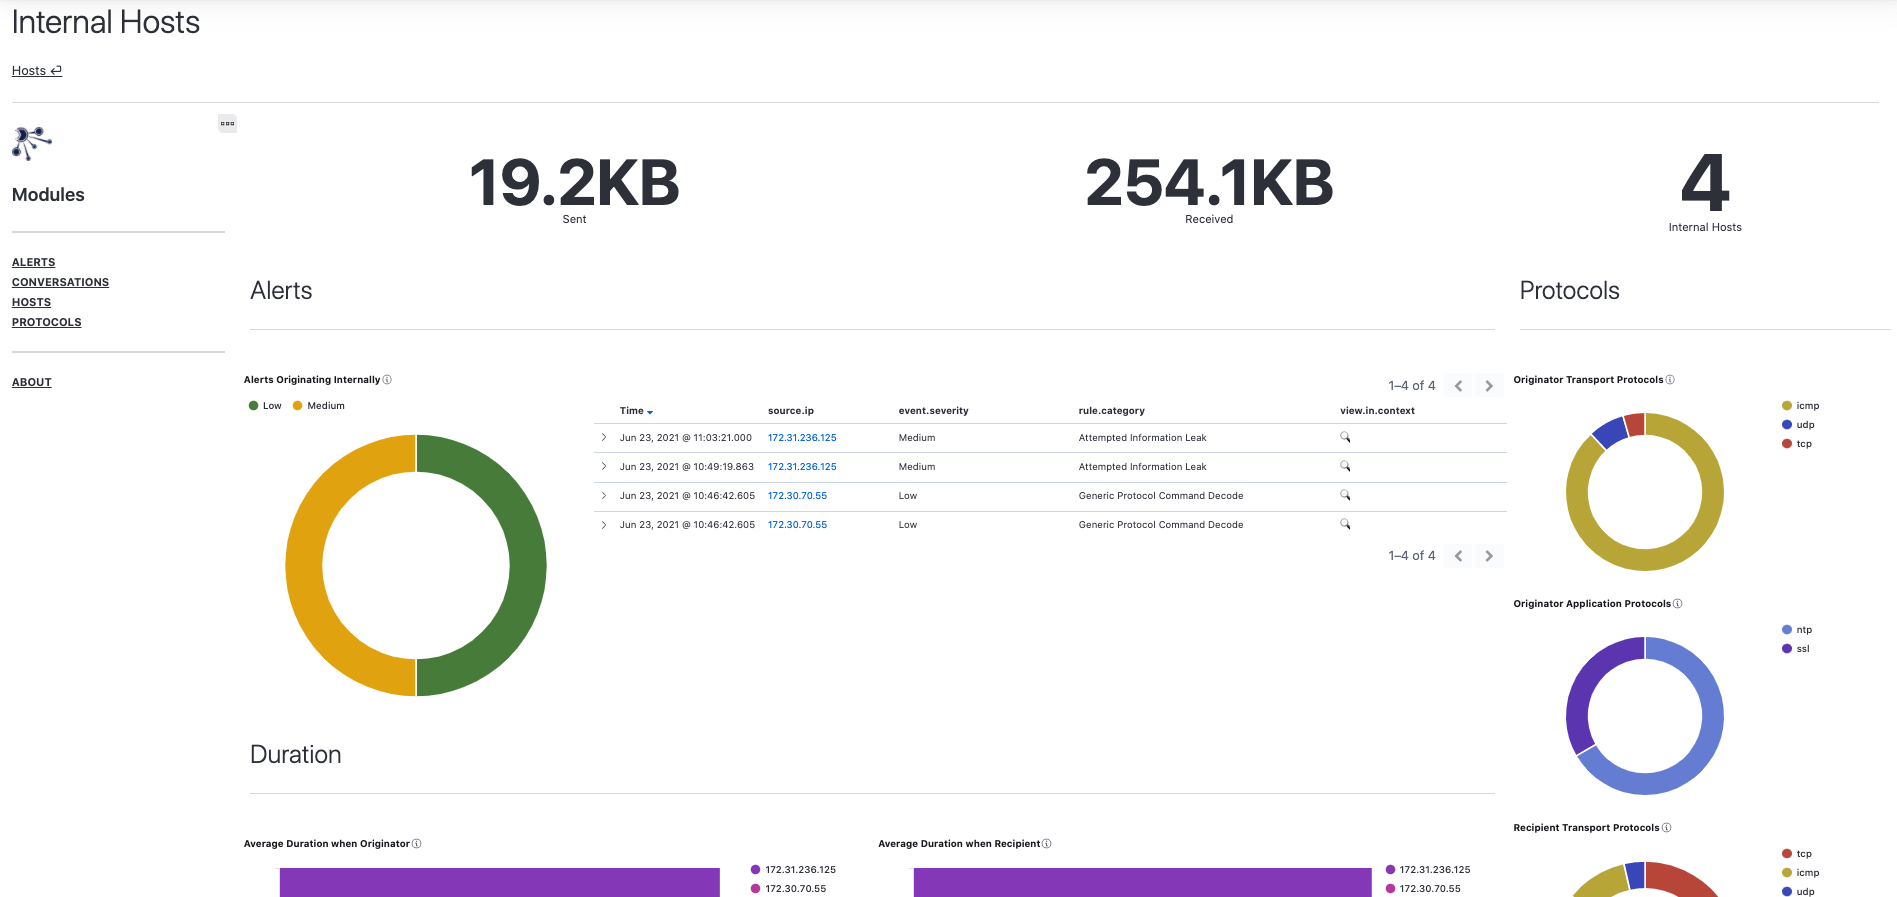 Internal Hosts
Hosts
Modules
ALERTS
CONVERSATIONS
HOSTS
PROTOCOLS
ABOUT
19.2KB
Sent
254.1KB
Received
4
Internal Hosts
Alerts
Alerts Originating Internally
Low Medium
1–4 of 4
Time source.ip event.severity rule.category view.in.context
Jun 23, 2021 @ 11:03:21.000 172.31.236.125 Medium Attempted Information Leak
Jun 23, 2021 @ 10:49:19.863 172.31.236.125 Medium Attempted Information Leak
Jun 23, 2021 @ 10:46:42.605 172.30.70.55 Low Generic Protocol Command Decode
Jun 23, 2021 @ 10:46:42.605 172.30.70.55 Low Generic Protocol Command Decode
1–4 of 4
Protocols
Originator Transport Protocols
icmp
udp
tcp
Originator Application Protocols
ntp
ssl
Recipient Transport Protocols
tcp
icmp
udp
Duration
Average Duration when Originator
172.31.236.125
172.30.70.55
Average Duration when Recipient
172.31.236.125
172.30.70.55